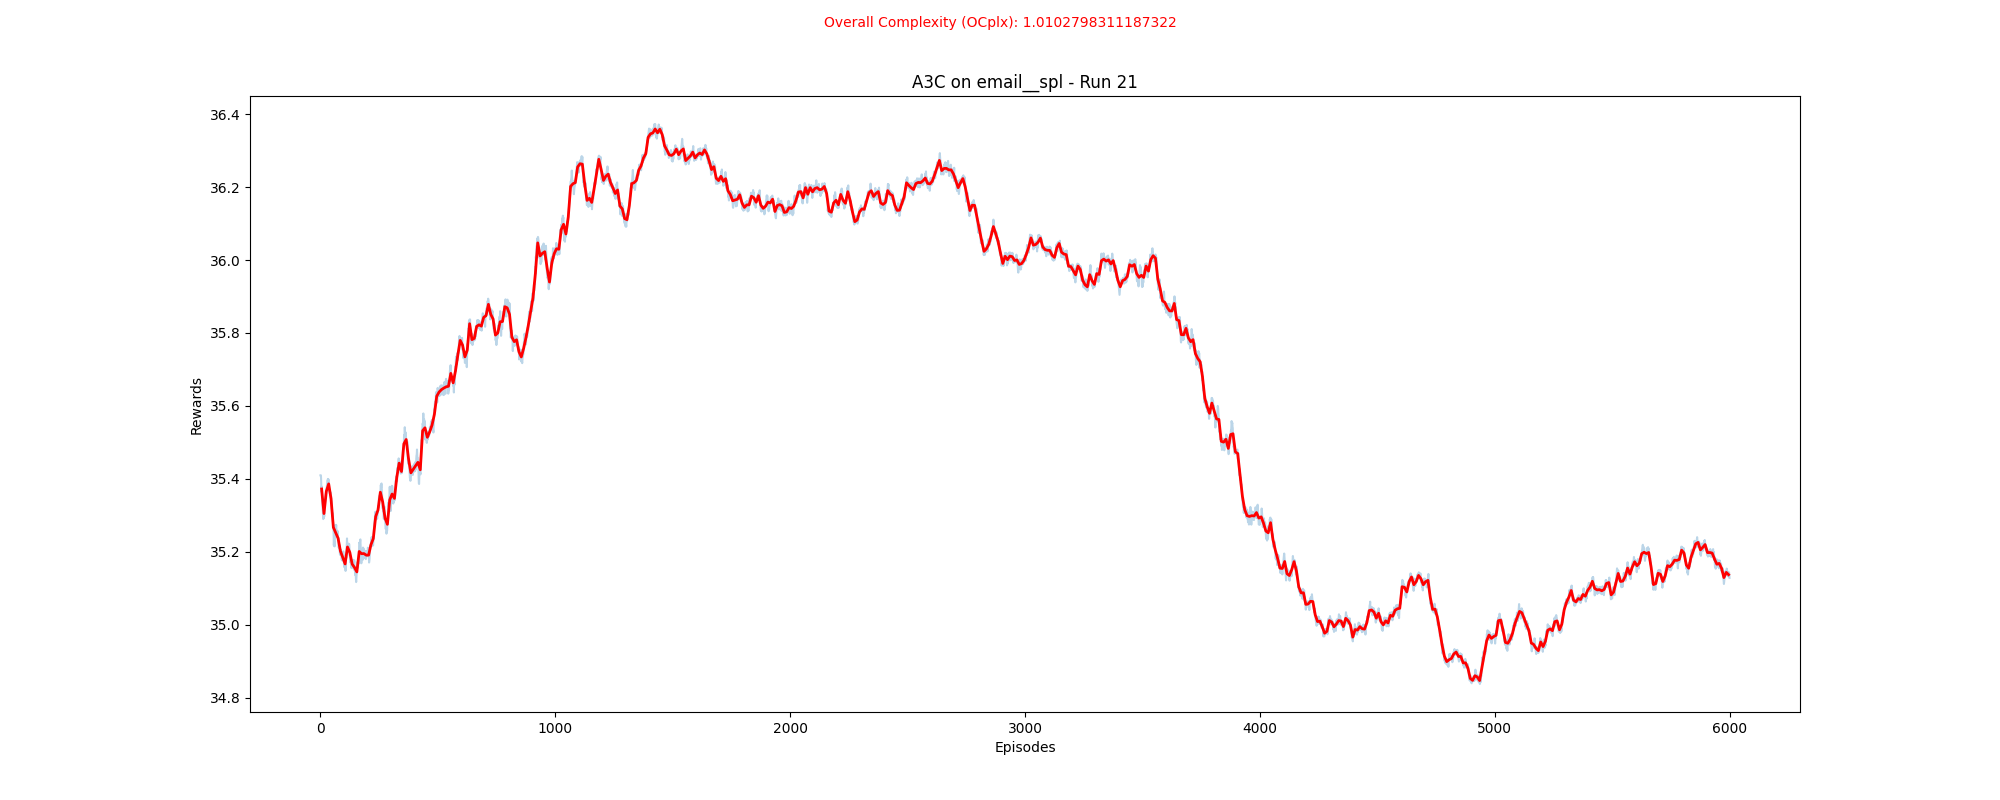 Overall Complexity (OCplx): 1.0102798311187322
A3C on email__spl - Run 21
36.4
36.2
36.0
35.8
35.6
35.4
35.2
35.0
34.8
Rewards
0 1000 2000 3000 4000 5000 6000
Episodes